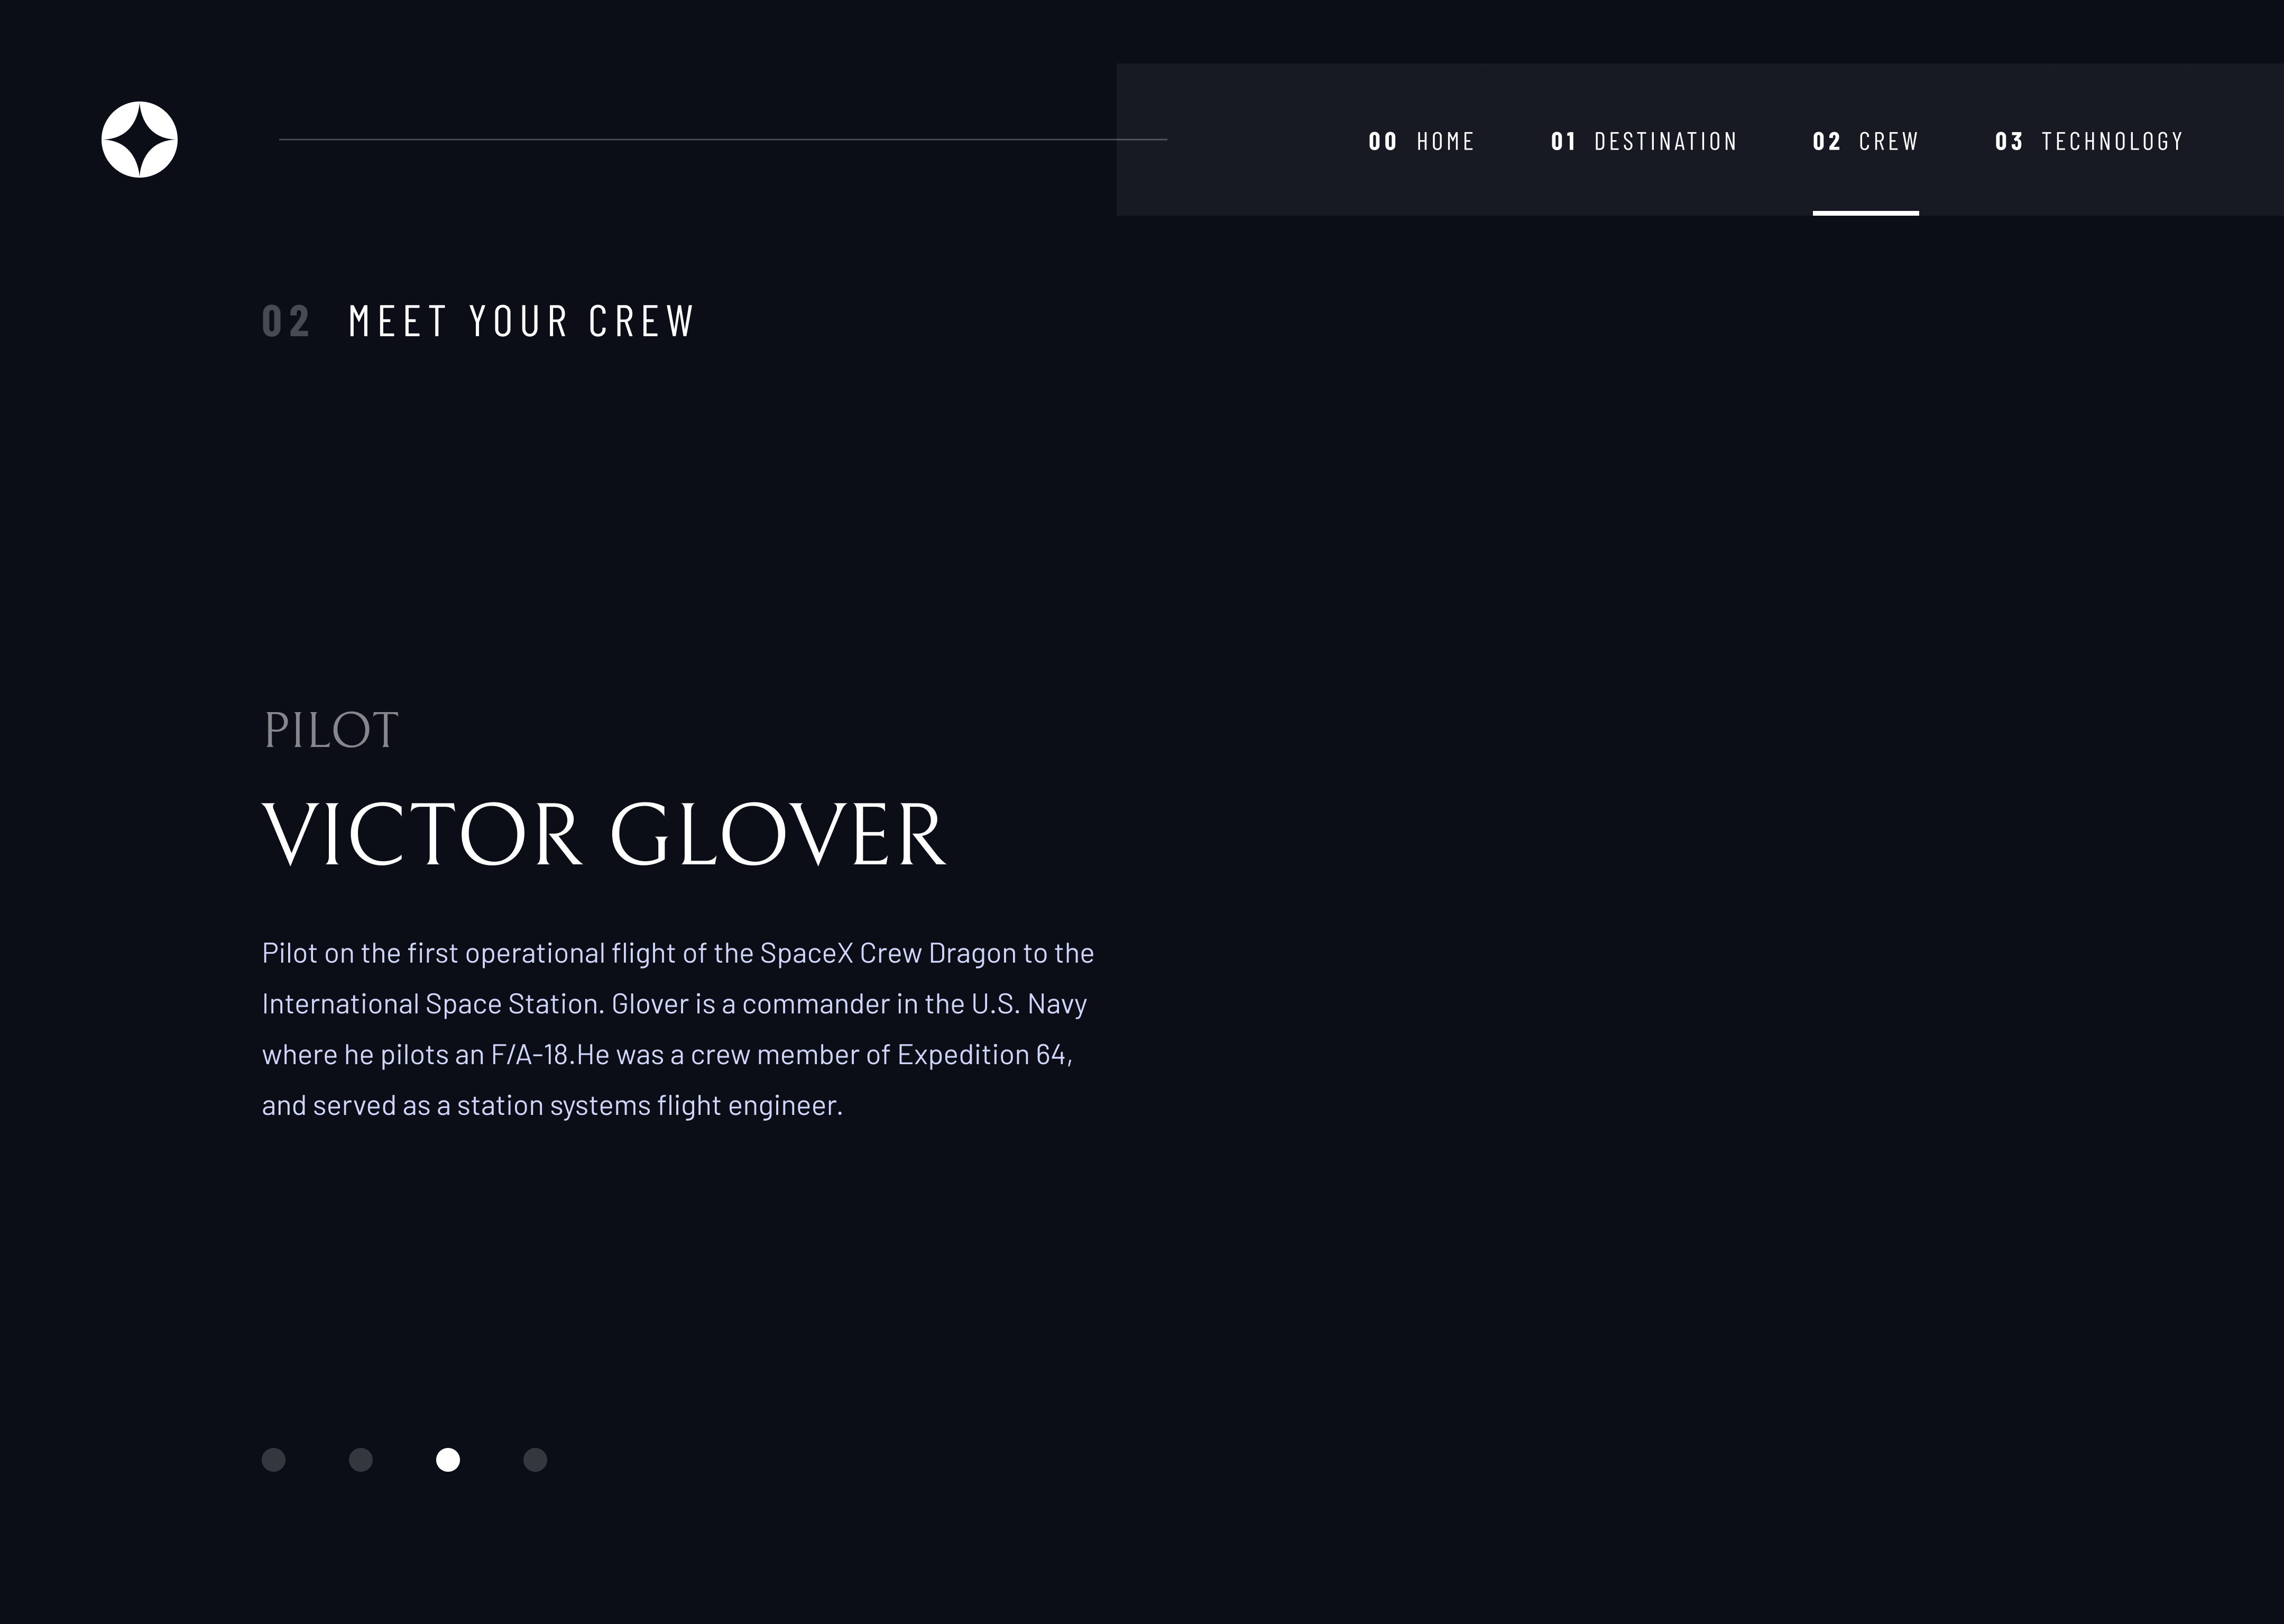 00 HOME 01 DESTINATION 02 CREW 03 TECHNOLOGY
02 MEET YOUR CREW
PILOT
VICTOR GLOVER
Pilot on the first operational flight of the SpaceX Crew Dragon to the
International Space Station. Glover is a commander in the U.S. Navy
where he pilots an F/A-18.He was a crew member of Expedition 64,
and served as a station systems flight engineer.